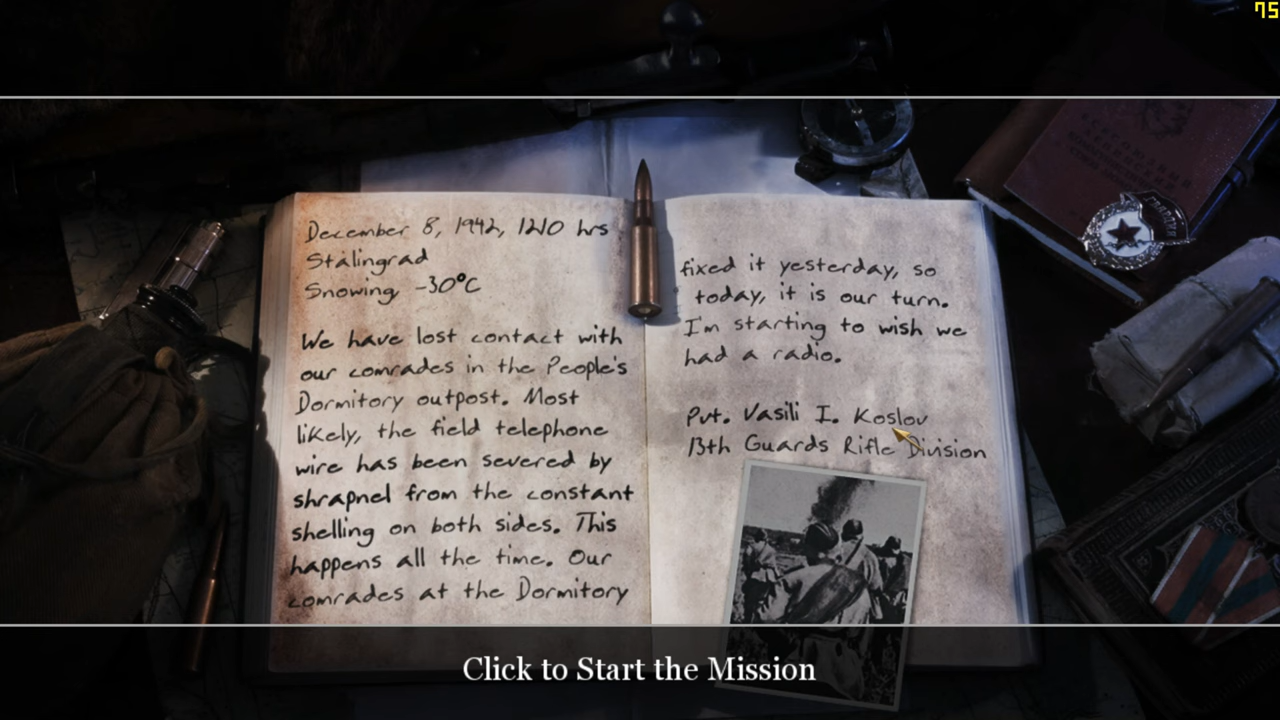 75
December 8, 1942, 1210 hrs
Stalingrad
Snowing -30°C
We have lost contact with
our comrades in the People's
Dormitory outpost. Most
likely, the field telephone
wire has been severed by
shrapnel from the constant
shelling on both sides. This
happens all the time. Our
comrades at the Dormitory
fixed it yesterday, so
today, it is our turn.
I'm starting to wish we
had a radio.
Pvt. Vasili I. Koslov
13th Guards Rifle Division
Click to Start the Mission